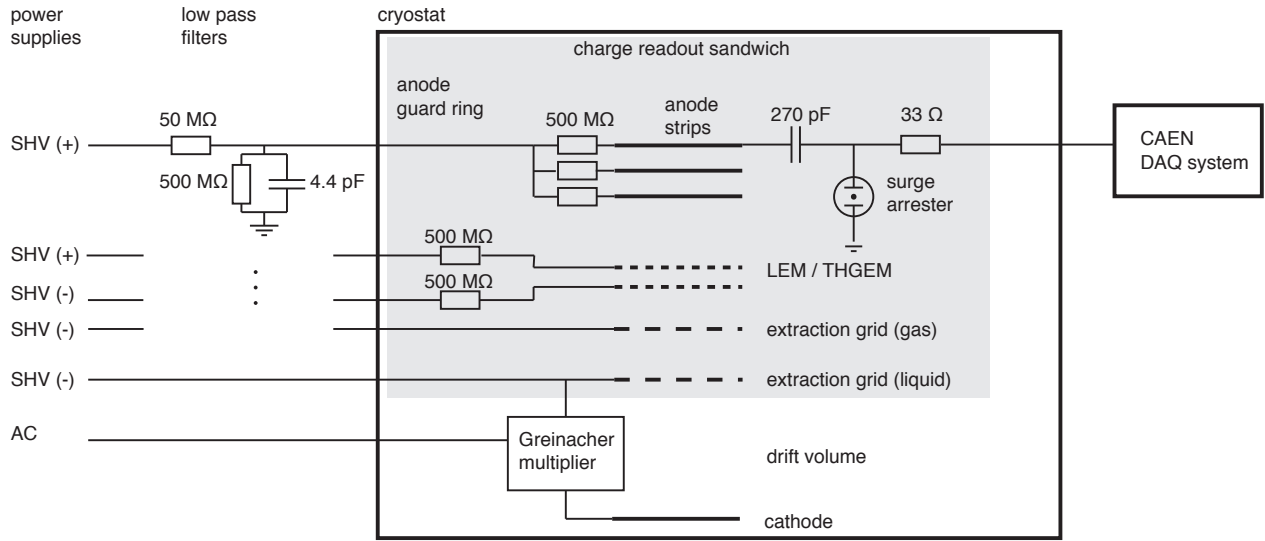 power
supplies
low pass
filters
cryostat
charge readout sandwich
anode
guard ring
SHV (+)
50 MΩ
500 MΩ
4.4 pF
500 MΩ
anode
strips
270 pF
33 Ω
surge
arrester
CAEN
DAQ system
SHV (+)
500 MΩ
LEM / THGEM
SHV (-)
500 MΩ
SHV (-)
extraction grid (gas)
SHV (-)
extraction grid (liquid)
AC
Greinacher
multiplier
drift volume
cathode